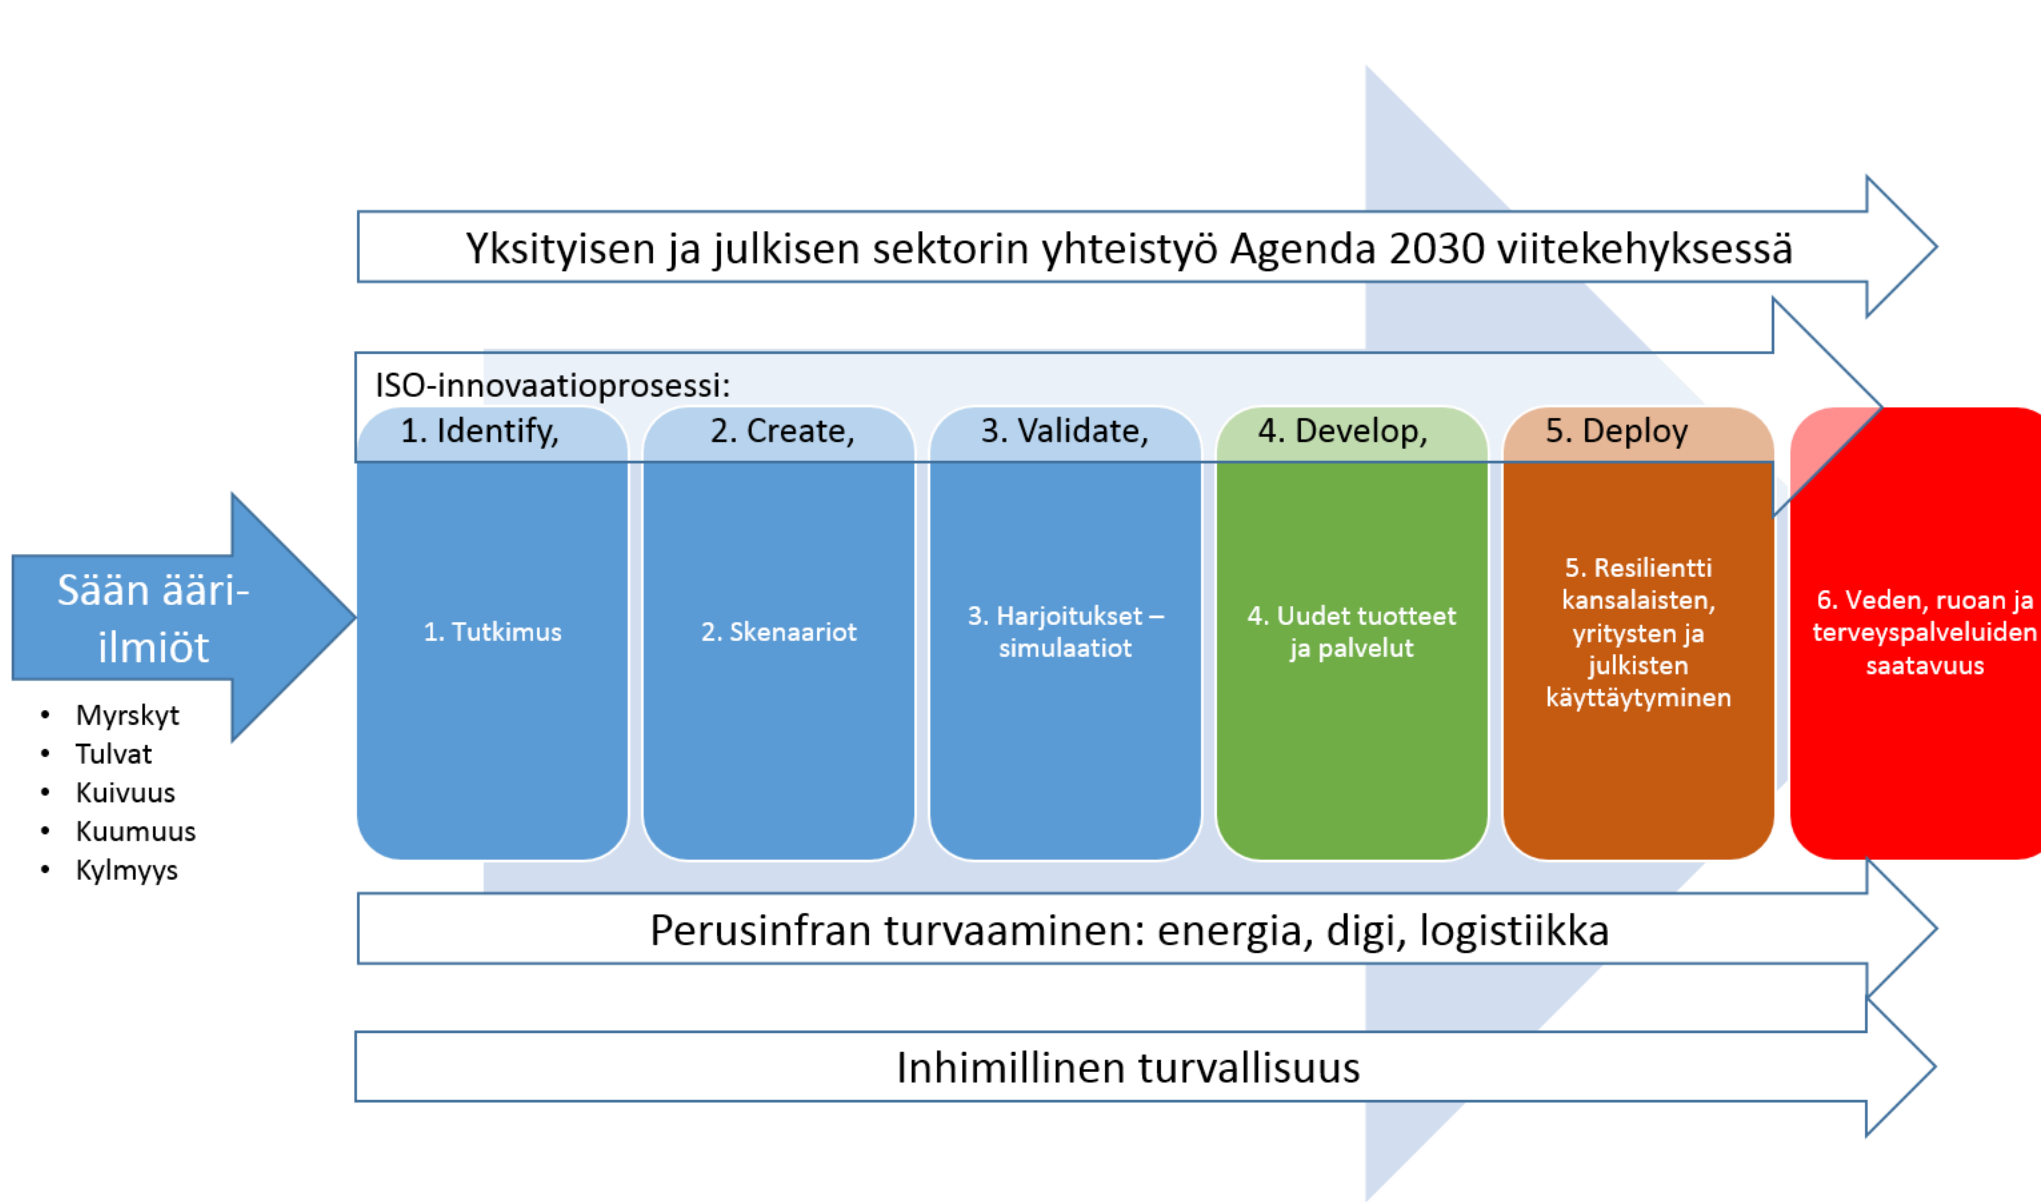 Yksityisen ja julkisen sektorin yhteistyö Agenda 2030 viitekehyksessä
ISO-innovaatioprosessi:
1. Identify,
2. Create,
3. Validate,
4. Develop,
5. Deploy
Sään ääri-
ilmiöt
• Myrskyt
• Tulvat
• Kuivuus
• Kuumuus
• Kylmyys
1. Tutkimus
2. Skenaariot
3. Harjoitukset –
simulaatiot
4. Uudet tuotteet
ja palvelut
5. Resilientti
kansalaisten,
yritysten ja
julkisten
käyttäytyminen
6. Veden, ruoan ja
terveyspalveluiden
saatavuus
Perusinfran turvaaminen: energia, digi, logistiikka
Inhimillinen turvallisuus